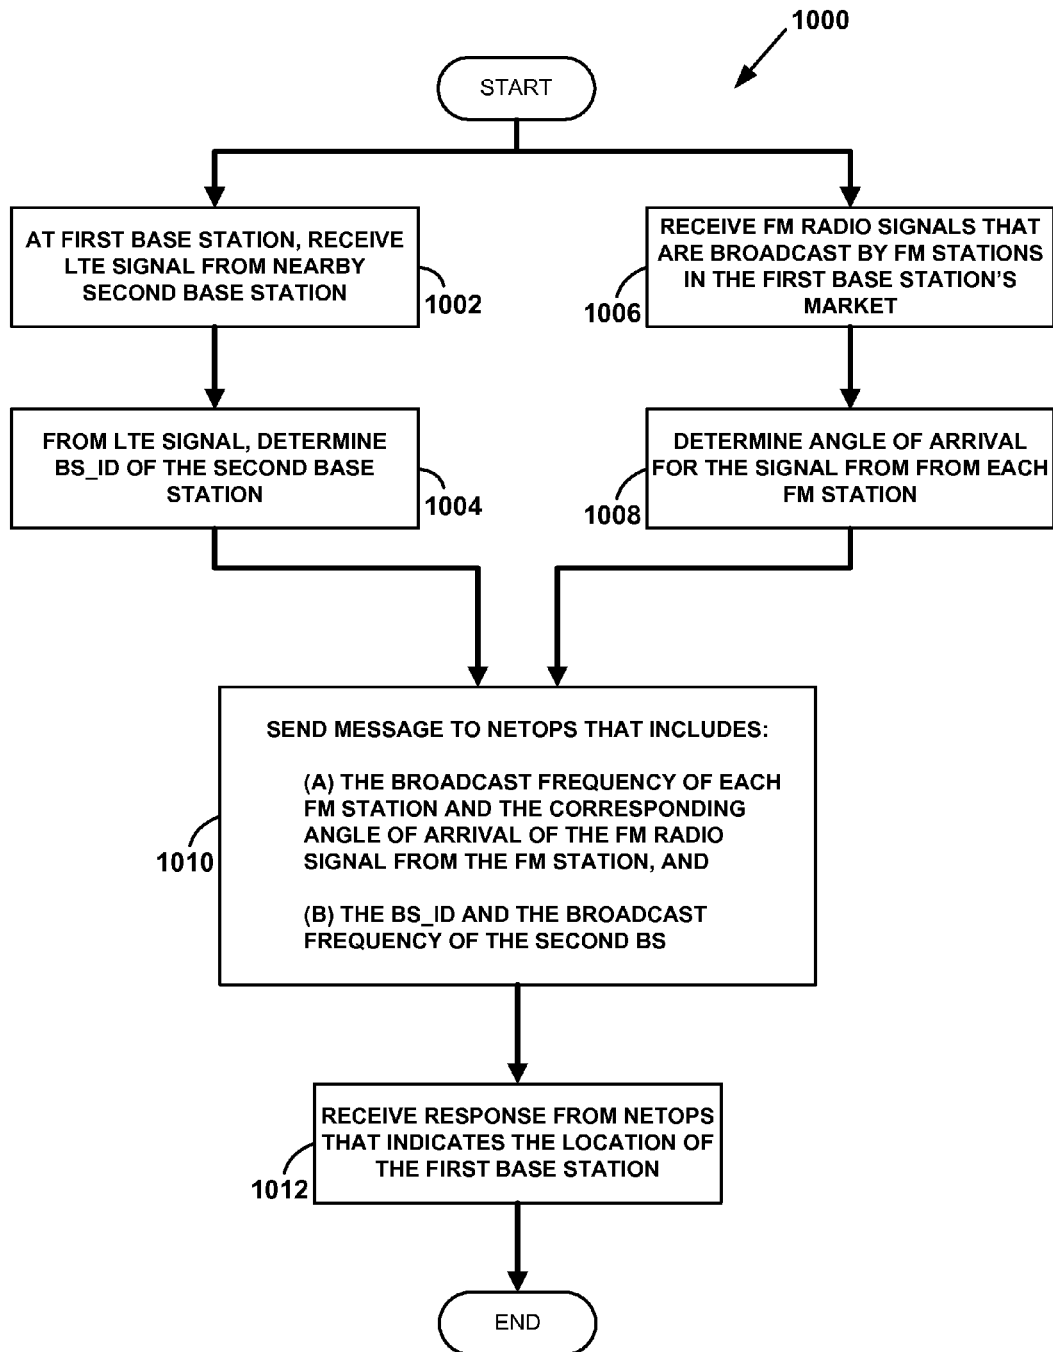 1000
START
AT FIRST BASE STATION, RECEIVE
LTE SIGNAL FROM NEARBY
SECOND BASE STATION
1002
RECEIVE FM RADIO SIGNALS THAT
ARE BROADCAST BY FM STATIONS
IN THE FIRST BASE STATION'S
MARKET
1006
FROM LTE SIGNAL, DETERMINE
BS_ID OF THE SECOND BASE
STATION
1004
DETERMINE ANGLE OF ARRIVAL
FOR THE SIGNAL FROM FROM EACH
FM STATION
1008
SEND MESSAGE TO NETOPS THAT INCLUDES:
(A) THE BROADCAST FREQUENCY OF EACH
FM STATION AND THE CORRESPONDING
ANGLE OF ARRIVAL OF THE FM RADIO
SIGNAL FROM THE FM STATION, AND
(B) THE BS_ID AND THE BROADCAST
FREQUENCY OF THE SECOND BS
1010
RECEIVE RESPONSE FROM NETOPS
THAT INDICATES THE LOCATION OF
THE FIRST BASE STATION
1012
END